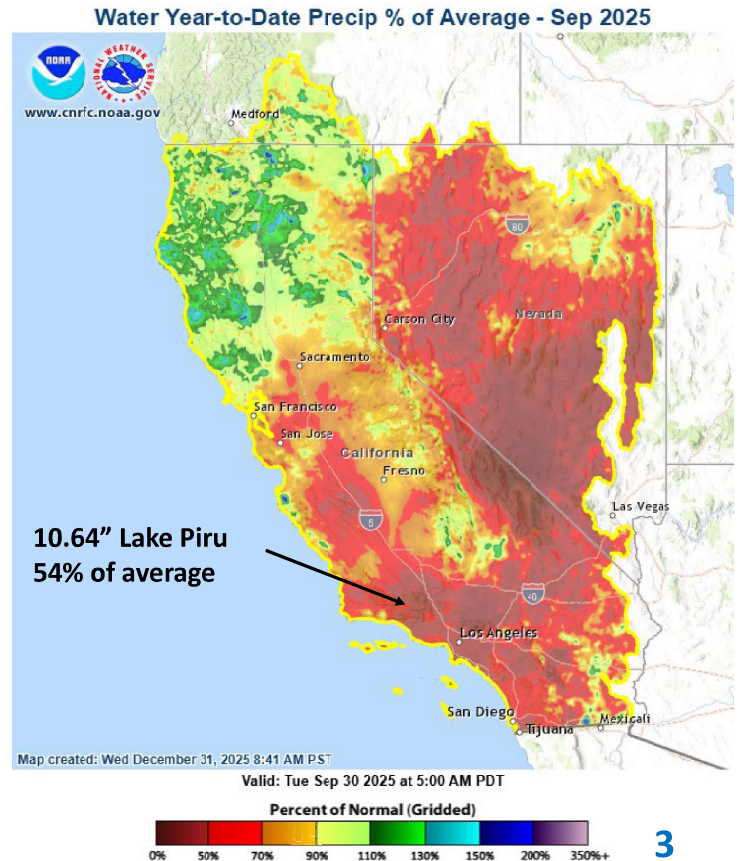 Water Year-to-Date Precip % of Average - Sep 2025
NOAA
NATIONAL WEATHER SERVICE
www.cnrfc.noaa.gov
Medford
80
Nevada
Carson City
Sacramento
San Francisco
San Jose
California
Fresno
Las Vegas
5
10.64” Lake Piru
54% of average
40
Los Angeles
San Diego
Mexicali
Tijuana
Map created: Wed December 31, 2025 8:41 AM PST
Valid: Tue Sep 30 2025 at 5:00 AM PDT
Percent of Normal (Gridded)
0% 50% 70% 90% 110% 130% 150% 200% 350%+
3